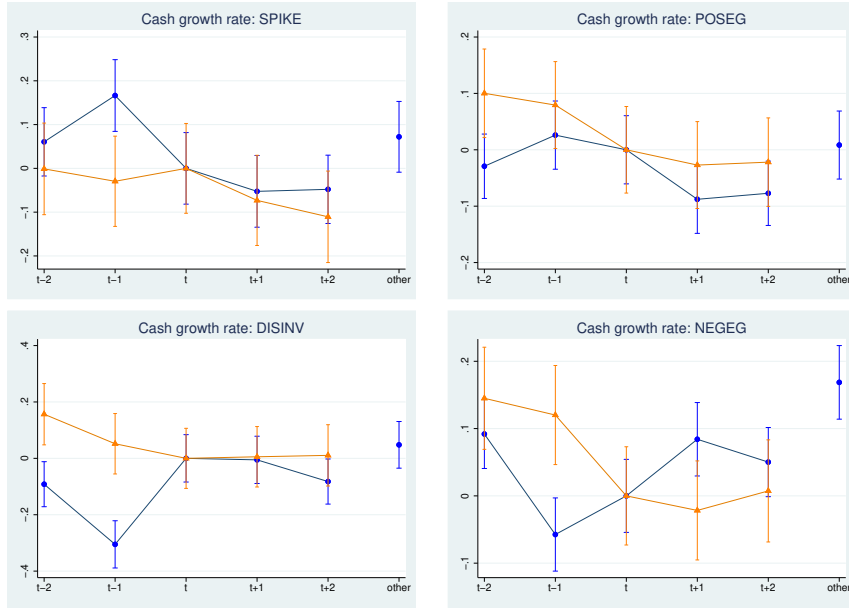 Cash growth rate: SPIKE
.3
.2
.1
0
−.1
−.2
t−2 t−1 t t+1 t+2 other
Cash growth rate: POSEG
.2
.1
0
−.1
−.2
t−2 t−1 t t+1 t+2 other
Cash growth rate: DISINV
.4
.2
0
−.2
−.4
t−2 t−1 t t+1 t+2 other
Cash growth rate: NEGEG
.2
.1
0
−.1
t−2 t−1 t t+1 t+2 other